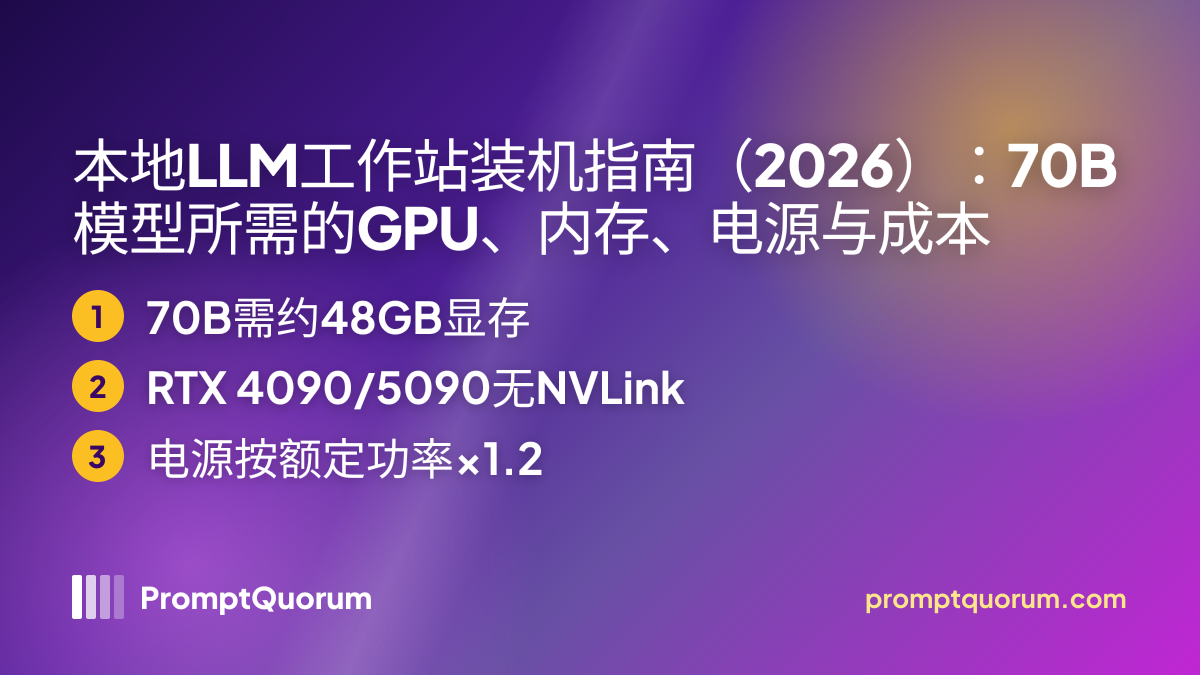 本地LLM工作站装机指南（2026）：70B
模型所需的GPU、内存、电源与成本
1 70B需约48GB显存
2 RTX 4090/5090无NVLink
3 电源按额定功率×1.2
PromptQuorum
promptquorum.com